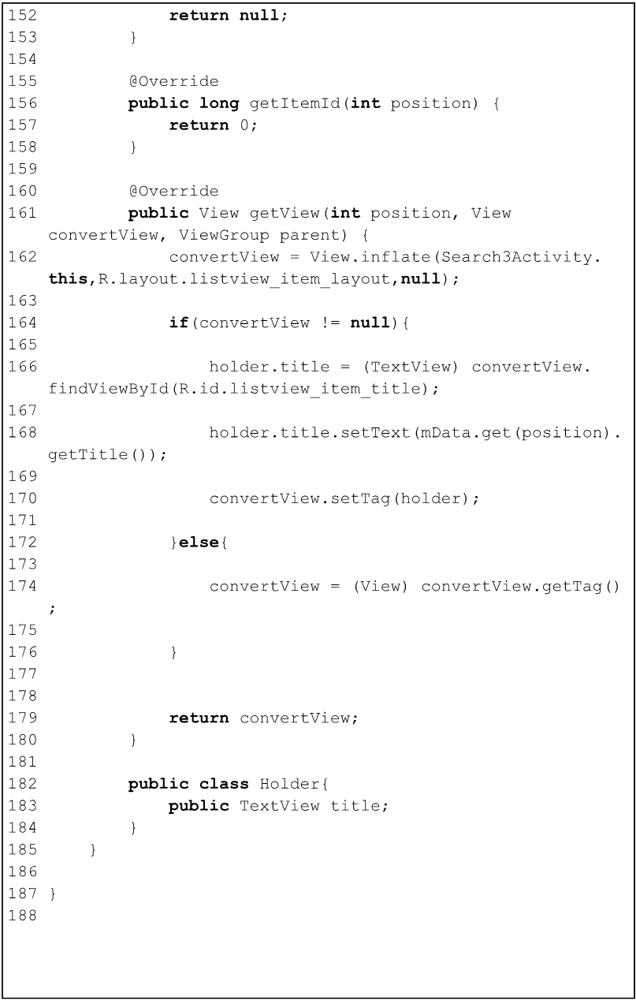 152             return null;
153         }
154
155         @Override
156         public long getItemId(int position) {
157             return 0;
158         }
159
160         @Override
161         public View getView(int position, View
    convertView, ViewGroup parent) {
162             convertView = View.inflate(Search3Activity.
    this,R.layout.listview_item_layout,null);
163
164             if(convertView != null){
165
166                 holder.title = (TextView) convertView.
    findViewById(R.id.listview_item_title);
167
168                 holder.title.setText(mData.get(position).
    getTitle());
169
170                 convertView.setTag(holder);
171
172             }else{
173
174                 convertView = (View) convertView.getTag()
    ;
175
176             }
177
178
179             return convertView;
180         }
181
182         public class Holder{
183             public TextView title;
184         }
185     }
186
187 }
188